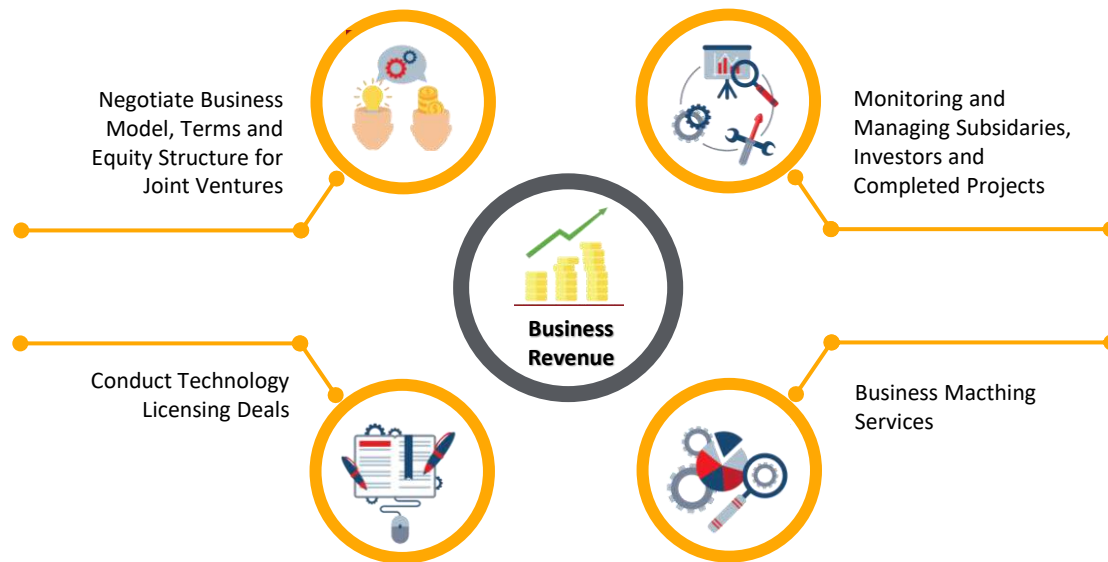 Negotiate Business
Model, Terms and
Equity Structure for
Joint Ventures
Monitoring and
Managing Subsidaries,
Investors and
Completed Projects
Business
Revenue
Conduct Technology
Licensing Deals
Business Macthing
Services